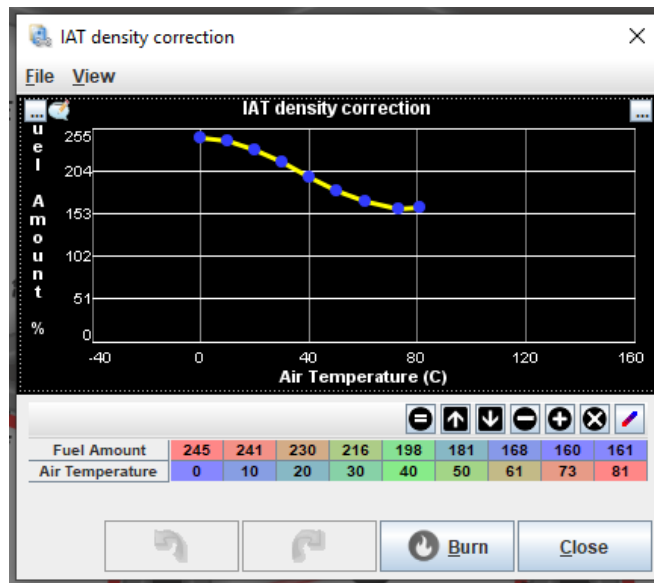 IAT density correction
File View
... IAT density correction ...
Fuel Amount %
255
204
153
102
51
0
-40 0 40 80 120 160
Air Temperature (C)
Fuel Amount 245 241 230 216 198 181 168 160 161
Air Temperature 0 10 20 30 40 50 61 73 81
Burn Close